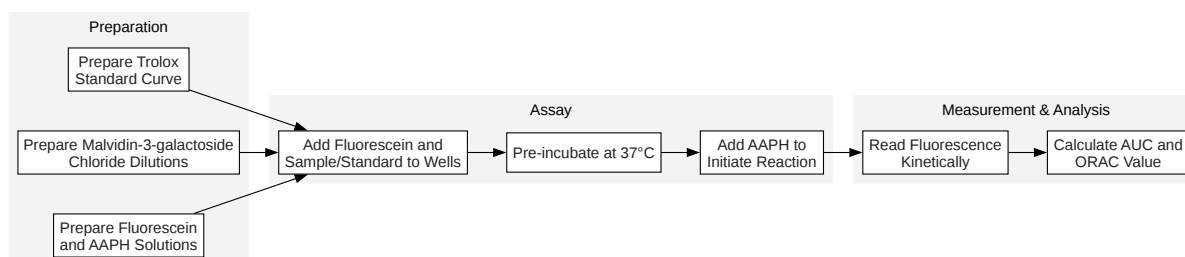 Preparation
Prepare Trolox
Standard Curve
Prepare Malvidin-3-galactoside
Chloride Dilutions
Prepare Fluorescein
and AAPH Solutions
Assay
Add Fluorescein and
Sample/Standard to Wells
Pre-incubate at 37°C
Add AAPH to
Initiate Reaction
Measurement & Analysis
Read Fluorescence
Kinetically
Calculate AUC and
ORAC Value